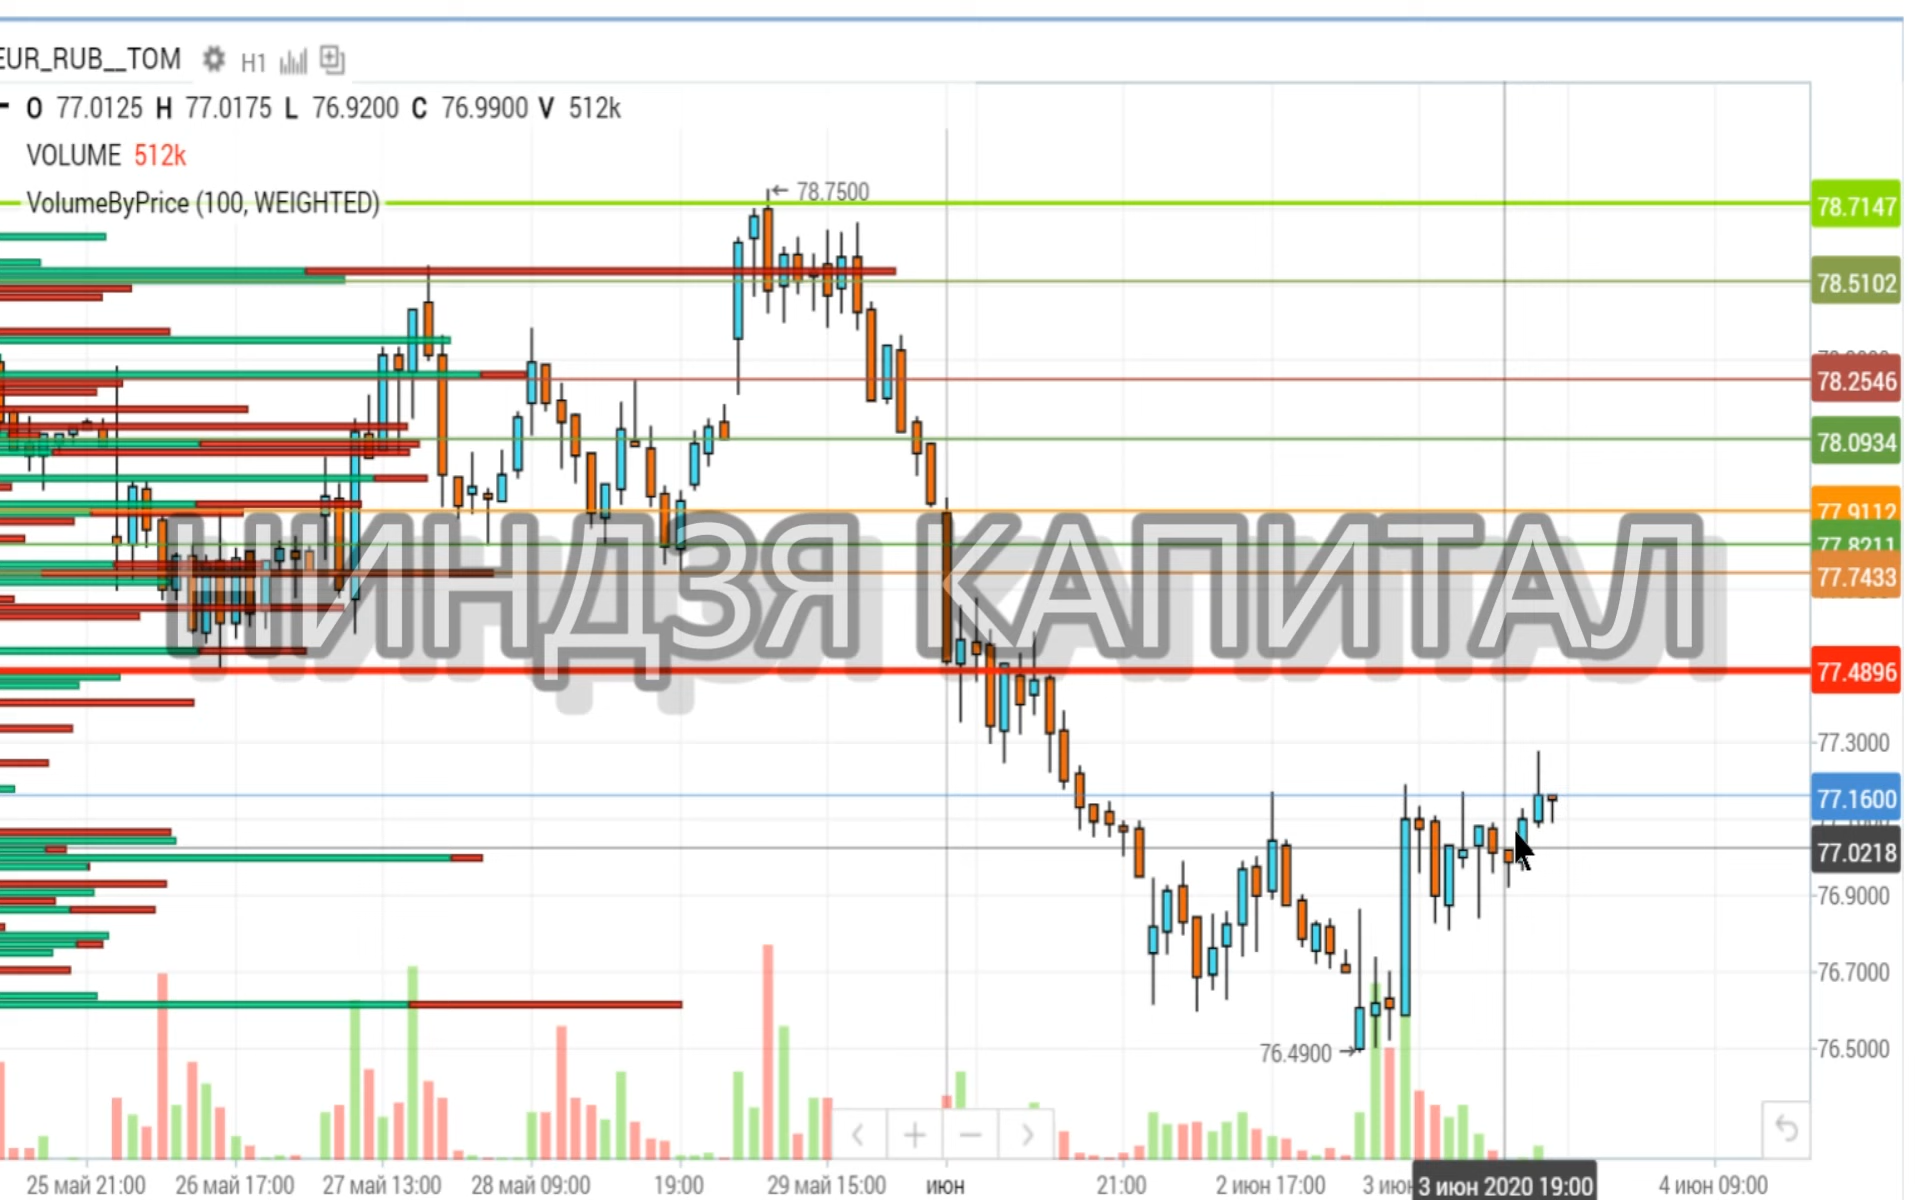 EUR_RUB__TOM H1
O 77.0125 H 77.0175 L 76.9200 C 76.9900 V 512k
VOLUME 512k
VolumeByPrice (100, WEIGHTED)
78.7500
78.7147
78.5102
78.2546
78.0934
77.9112
77.8211
77.7433
НИНДЗЯ КАПИТАЛ
77.4896
77.3000
77.1600
77.0218
76.9000
76.7000
76.4900
76.5000
25 май 21:00 26 май 17:00 27 май 13:00 28 май 09:00 19:00 29 май 15:00 июн 21:00 2 июн 17:00 3 июн 3 июн 2020 19:00 4 июн 09:00